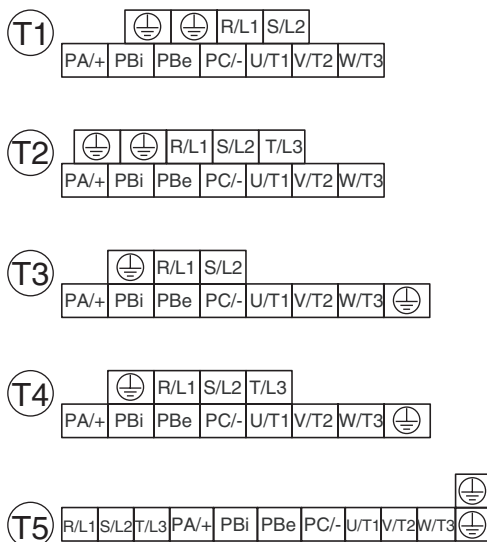 T1
R/L1 S/L2
PA/+ PBi PBe PC/- U/T1 V/T2 W/T3
T2
R/L1 S/L2 T/L3
PA/+ PBi PBe PC/- U/T1 V/T2 W/T3
T3
R/L1 S/L2
PA/+ PBi PBe PC/- U/T1 V/T2 W/T3
T4
R/L1 S/L2 T/L3
PA/+ PBi PBe PC/- U/T1 V/T2 W/T3
T5 R/L1 S/L2 T/L3 PA/+ PBi PBe PC/- U/T1 V/T2 W/T3